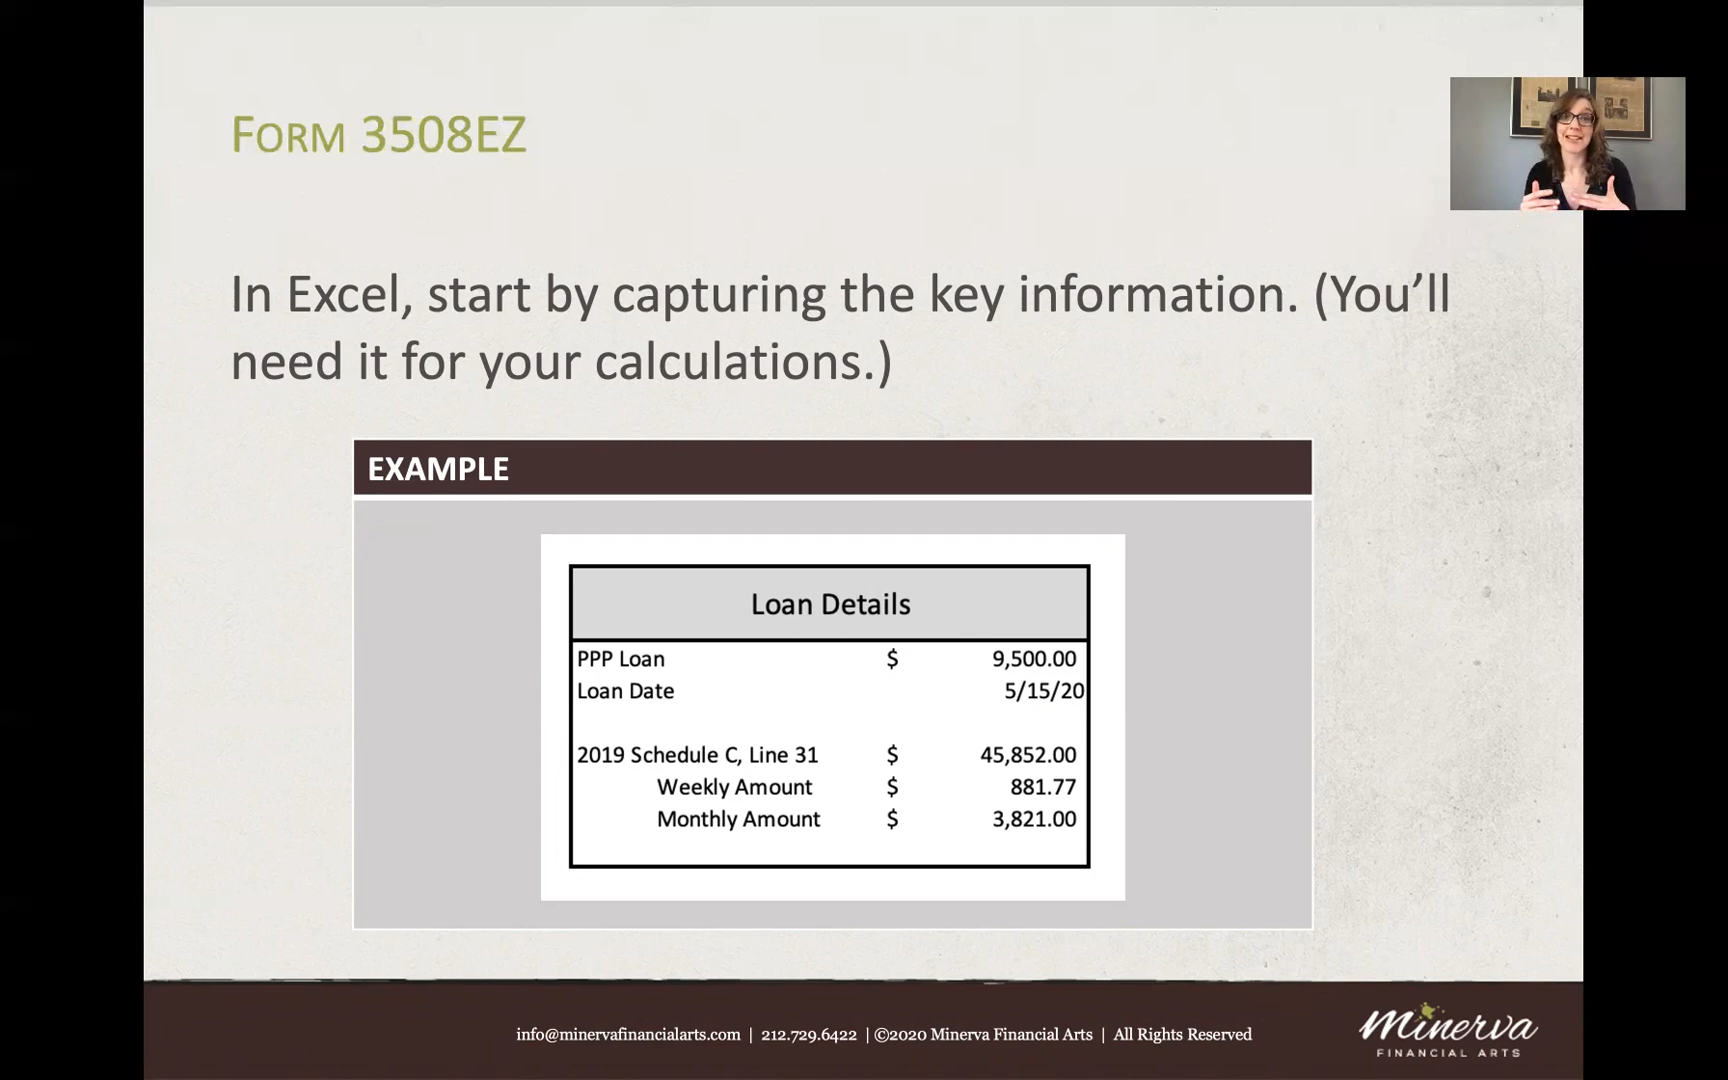 FORM 3508EZ
In Excel, start by capturing the key information. (You’ll
need it for your calculations.)
EXAMPLE
Loan Details
PPP Loan $ 9,500.00
Loan Date 5/15/20
2019 Schedule C, Line 31 $ 45,852.00
Weekly Amount $ 881.77
Monthly Amount $ 3,821.00
info@minervafinancialarts.com | 212.729.6422 | ©2020 Minerva Financial Arts | All Rights Reserved
Minerva
FINANCIAL ARTS